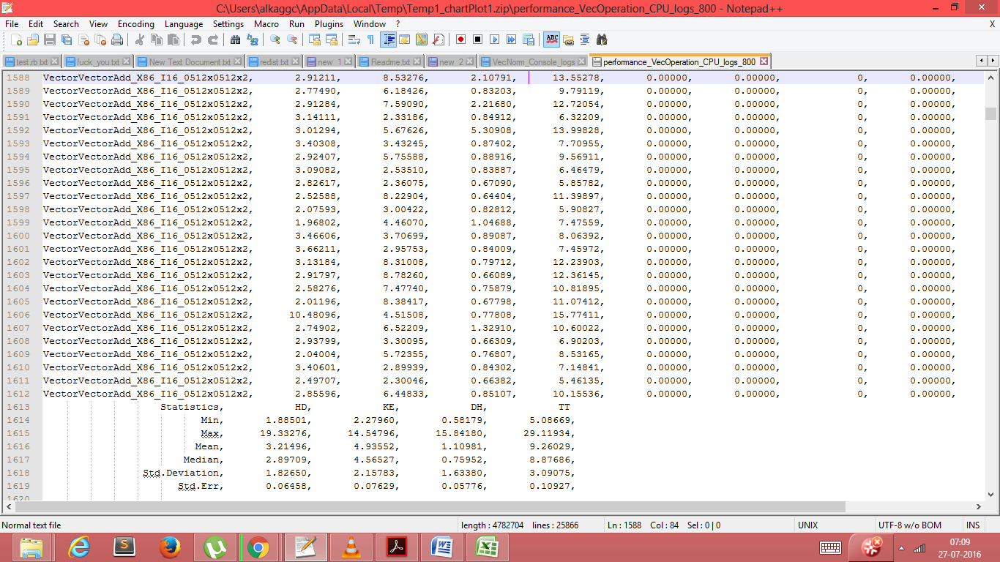 C:\Users\alkaggc\AppData\Local\Temp\Temp1_chartPlot1.zip\performance_VecOperation_CPU_logs_800 - Notepad++
File Edit Search View Encoding Language Settings Macro Run Plugins Window ? X
ABC
test.rb.txt fuck_you.txt New Text Document.txt redist.txt new 1 Readme.txt new 2 VecNorm_Console_logs performance_VecOperation_CPU_logs_800
1588 VectorVectorAdd_X86_I16_0512x0512x2, 2.91211, 8.53276, 2.10791, 13.55278, 0.00000, 0.00000, 0, 0.00000,
1589 VectorVectorAdd_X86_I16_0512x0512x2, 2.77490, 6.18426, 0.83203, 9.79119, 0.00000, 0.00000, 0, 0.00000,
1590 VectorVectorAdd_X86_I16_0512x0512x2, 2.91284, 7.59090, 2.21680, 12.72054, 0.00000, 0.00000, 0, 0.00000,
1591 VectorVectorAdd_X86_I16_0512x0512x2, 3.14111, 2.33186, 0.84912, 6.32209, 0.00000, 0.00000, 0, 0.00000,
1592 VectorVectorAdd_X86_I16_0512x0512x2, 3.01294, 5.67626, 5.30908, 13.99828, 0.00000, 0.00000, 0, 0.00000,
1593 VectorVectorAdd_X86_I16_0512x0512x2, 3.40308, 3.43245, 0.87402, 7.70955, 0.00000, 0.00000, 0, 0.00000,
1594 VectorVectorAdd_X86_I16_0512x0512x2, 2.92407, 5.75588, 0.88916, 9.56911, 0.00000, 0.00000, 0, 0.00000,
1595 VectorVectorAdd_X86_I16_0512x0512x2, 3.09082, 2.53510, 0.83887, 6.46479, 0.00000, 0.00000, 0, 0.00000,
1596 VectorVectorAdd_X86_I16_0512x0512x2, 2.82617, 2.36075, 0.67090, 5.85782, 0.00000, 0.00000, 0, 0.00000,
1597 VectorVectorAdd_X86_I16_0512x0512x2, 2.52588, 8.22904, 0.64404, 11.39897, 0.00000, 0.00000, 0, 0.00000,
1598 VectorVectorAdd_X86_I16_0512x0512x2, 2.07593, 3.00422, 0.82812, 5.90827, 0.00000, 0.00000, 0, 0.00000,
1599 VectorVectorAdd_X86_I16_0512x0512x2, 1.96802, 4.46070, 1.04688, 7.47559, 0.00000, 0.00000, 0, 0.00000,
1600 VectorVectorAdd_X86_I16_0512x0512x2, 3.46606, 3.70699, 0.89087, 8.06392, 0.00000, 0.00000, 0, 0.00000,
1601 VectorVectorAdd_X86_I16_0512x0512x2, 3.66211, 2.95753, 0.84009, 7.45972, 0.00000, 0.00000, 0, 0.00000,
1602 VectorVectorAdd_X86_I16_0512x0512x2, 3.13184, 8.31008, 0.79712, 12.23903, 0.00000, 0.00000, 0, 0.00000,
1603 VectorVectorAdd_X86_I16_0512x0512x2, 2.91797, 8.78260, 0.66089, 12.36145, 0.00000, 0.00000, 0, 0.00000,
1604 VectorVectorAdd_X86_I16_0512x0512x2, 2.58276, 7.47740, 0.75879, 10.81895, 0.00000, 0.00000, 0, 0.00000,
1605 VectorVectorAdd_X86_I16_0512x0512x2, 2.01196, 8.38417, 0.67798, 11.07412, 0.00000, 0.00000, 0, 0.00000,
1606 VectorVectorAdd_X86_I16_0512x0512x2, 10.48096, 4.51508, 0.77808, 15.77411, 0.00000, 0.00000, 0, 0.00000,
1607 VectorVectorAdd_X86_I16_0512x0512x2, 2.74902, 6.52209, 1.32910, 10.60022, 0.00000, 0.00000, 0, 0.00000,
1608 VectorVectorAdd_X86_I16_0512x0512x2, 2.93799, 3.30095, 0.66309, 6.90203, 0.00000, 0.00000, 0, 0.00000,
1609 VectorVectorAdd_X86_I16_0512x0512x2, 2.04004, 5.72355, 0.76807, 8.53165, 0.00000, 0.00000, 0, 0.00000,
1610 VectorVectorAdd_X86_I16_0512x0512x2, 3.40601, 2.89939, 0.84302, 7.14841, 0.00000, 0.00000, 0, 0.00000,
1611 VectorVectorAdd_X86_I16_0512x0512x2, 2.49707, 2.30046, 0.66382, 5.46135, 0.00000, 0.00000, 0, 0.00000,
1612 VectorVectorAdd_X86_I16_0512x0512x2, 2.85596, 6.44833, 0.85107, 10.15536, 0.00000, 0.00000, 0, 0.00000,
1613 Statistics, HD, KE, DH, TT
1614 Min, 1.88501, 2.27960, 0.58179, 5.08669,
1615 Max, 19.33276, 14.54796, 15.84180, 29.11934,
1616 Mean, 3.21496, 4.93552, 1.10981, 9.26029,
1617 Median, 2.89709, 4.56527, 0.75952, 8.87686,
1618 Std.Deviation, 1.82650, 2.15783, 1.63380, 3.09075,
1619 Std.Err, 0.06458, 0.07629, 0.05776, 0.10927,
1620
Normal text file length : 4782704 lines : 25866 Ln : 1588 Col : 84 Sel : 0 | 0 UNIX UTF-8 w/o BOM INS
07:09
27-07-2016